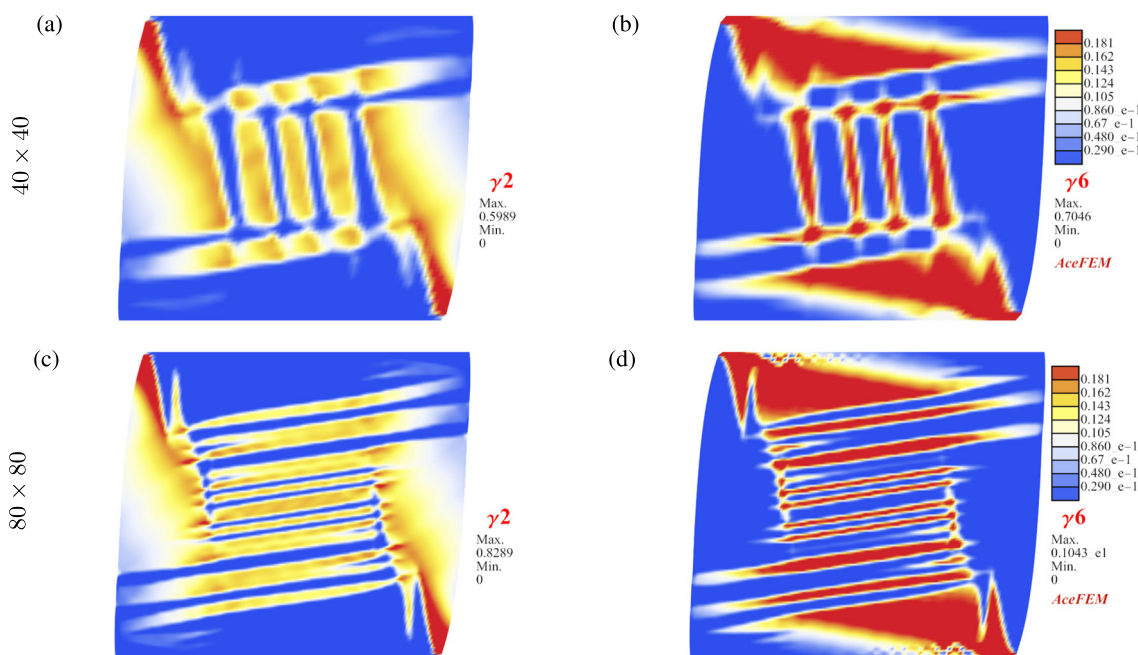 (a)
(b)
40 × 40
γ2
Max.
0.5989
Min.
0
0.181
0.162
0.143
0.124
0.105
0.860_e−1
0.67_e−1
0.480_e−1
0.290_e−1
γ6
Max.
0.7046
Min.
0
AceFEM
(c)
(d)
80 × 80
γ2
Max.
0.8289
Min.
0
0.181
0.162
0.143
0.124
0.105
0.860_e−1
0.67_e−1
0.480_e−1
0.290_e−1
γ6
Max.
0.1043 e1
Min.
0
AceFEM